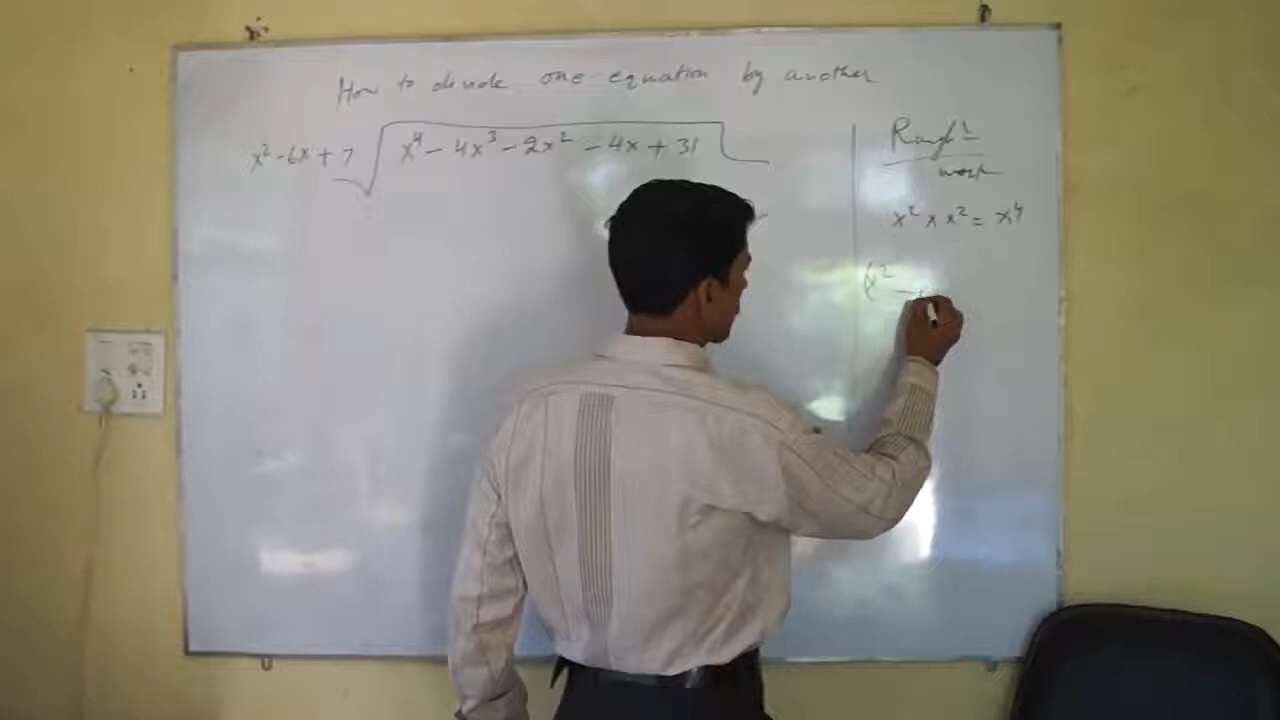 How to divide one equation by another
x² - 6x + 7 √ x⁴ - 4x³ - 2x² - 4x + 31
Rough
work
x² × x² = x⁴
(x² -